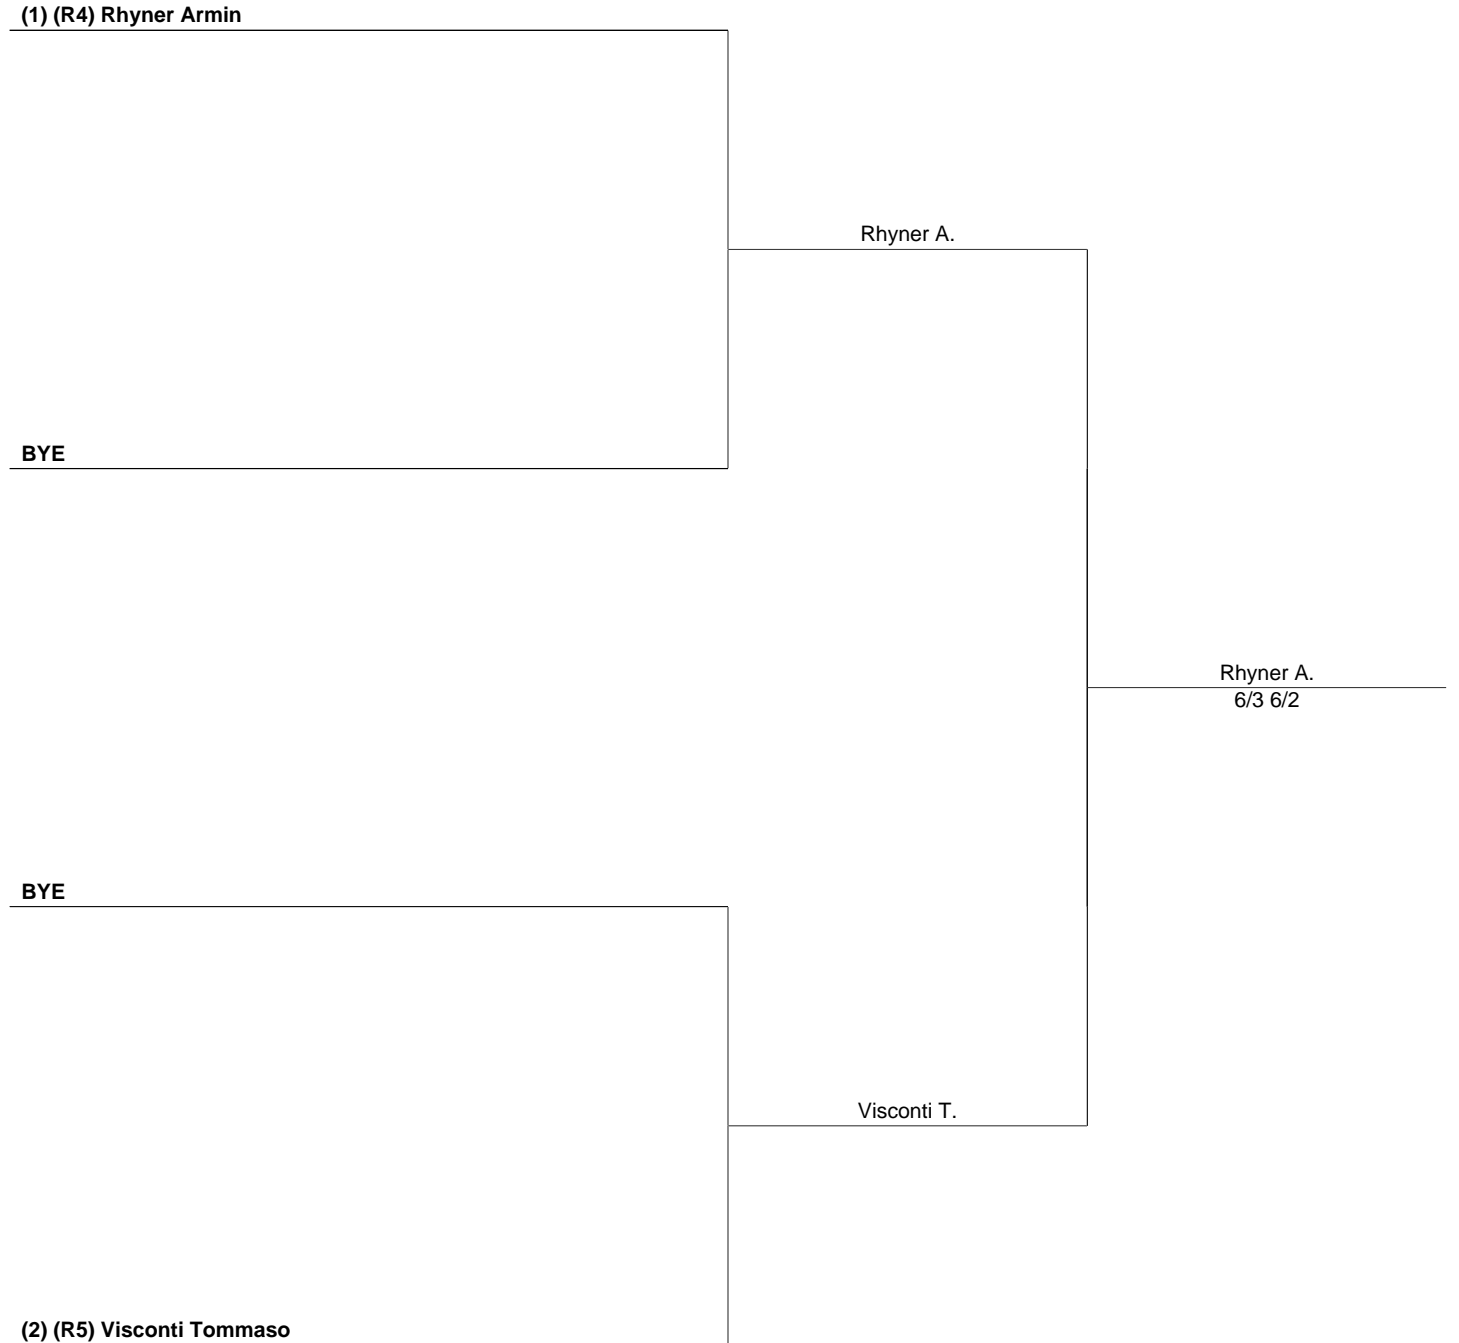 (1) (R4) Rhyner Armin
Rhyner A.
BYE
Rhyner A.
6/3 6/2
BYE
Visconti T.
(2) (R5) Visconti Tommaso